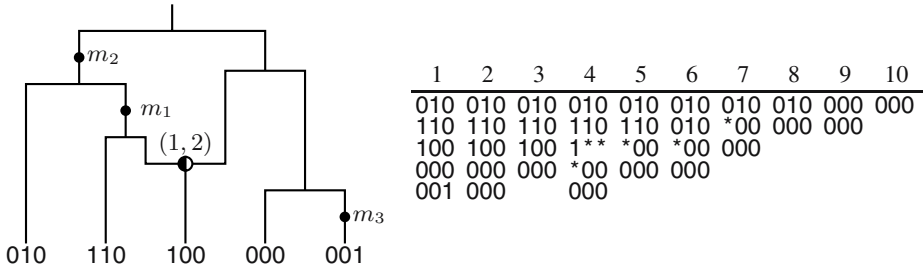 m₂
m₁
(1, 2)
m₃
010 110 100 000 001
1 2 3 4 5 6 7 8 9 10
010 010 010 010 010 010 010 010 000 000
110 110 110 110 110 010 *00 000 000
100 100 100 1** *00 *00 000
000 000 000 *00 000 000
001 000 000